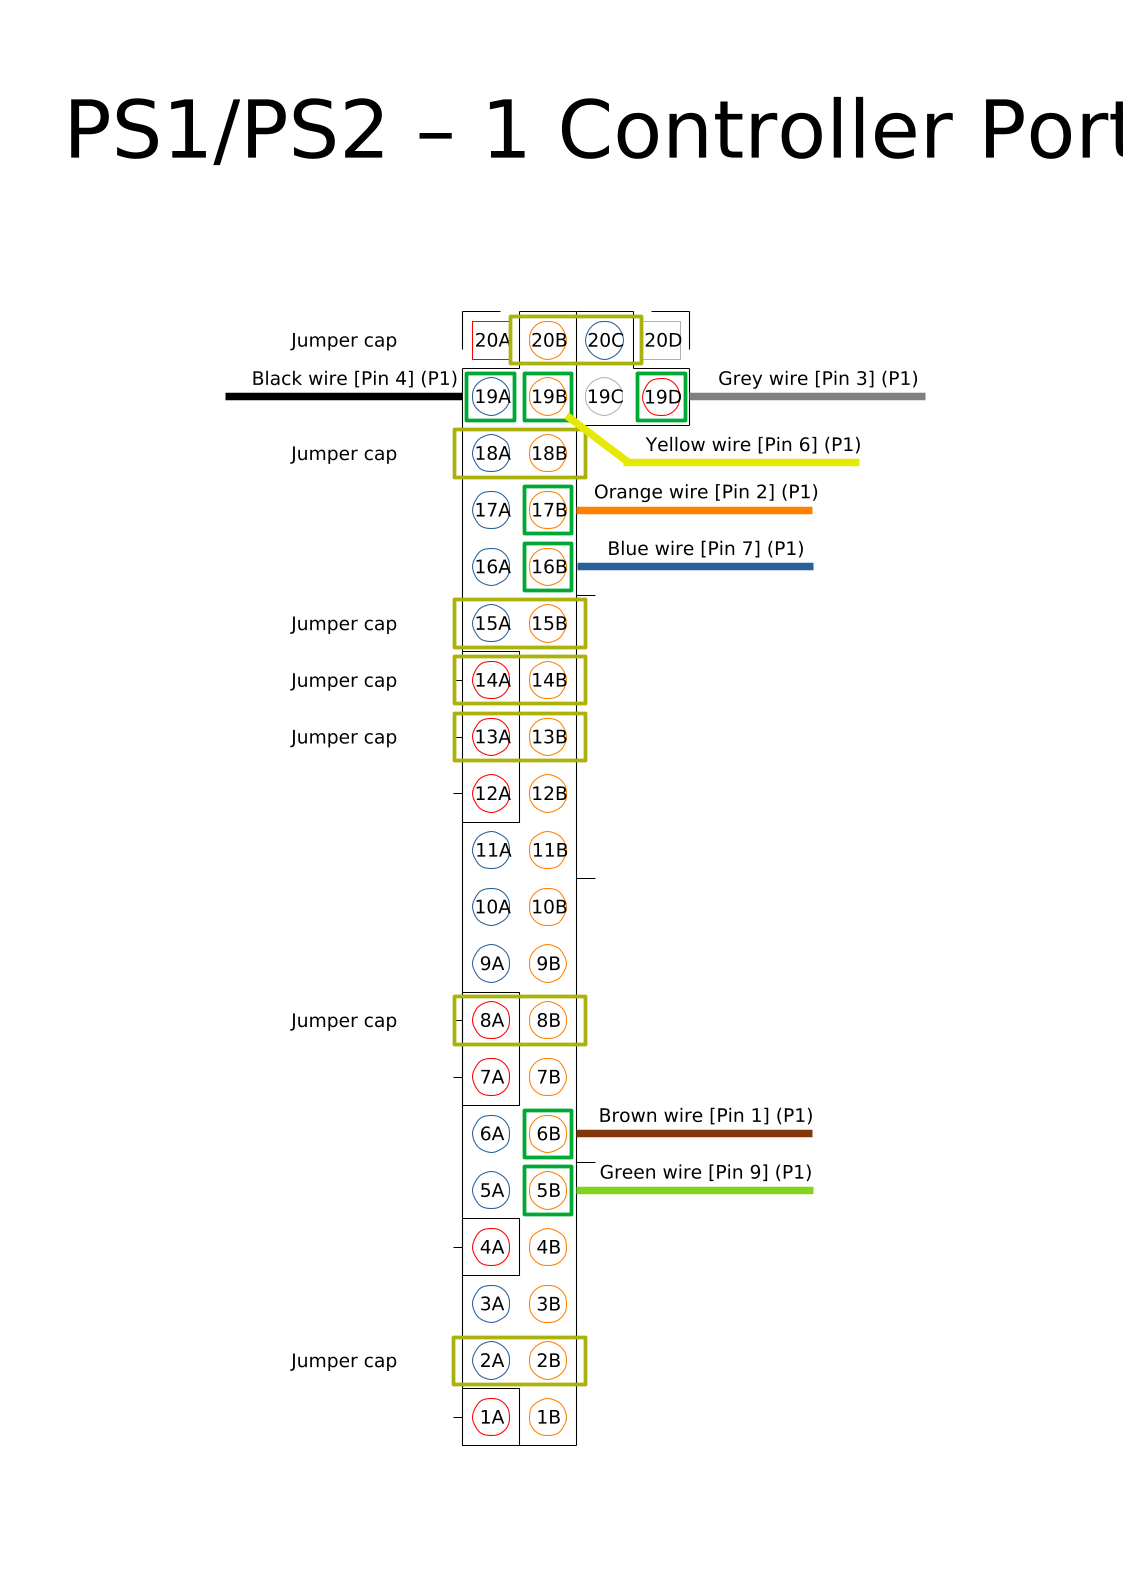 PS1/PS2 – 1 Controller Port
Jumper cap 20A 20B 20C 20D
Black wire [Pin 4] (P1) 19A 19B 19C 19D Grey wire [Pin 3] (P1)
Jumper cap 18A 18B Yellow wire [Pin 6] (P1)
17A 17B Orange wire [Pin 2] (P1)
16A 16B Blue wire [Pin 7] (P1)
Jumper cap 15A 15B
Jumper cap 14A 14B
Jumper cap 13A 13B
12A 12B
11A 11B
10A 10B
9A 9B
Jumper cap 8A 8B
7A 7B
6A 6B Brown wire [Pin 1] (P1)
5A 5B Green wire [Pin 9] (P1)
4A 4B
3A 3B
Jumper cap 2A 2B
1A 1B